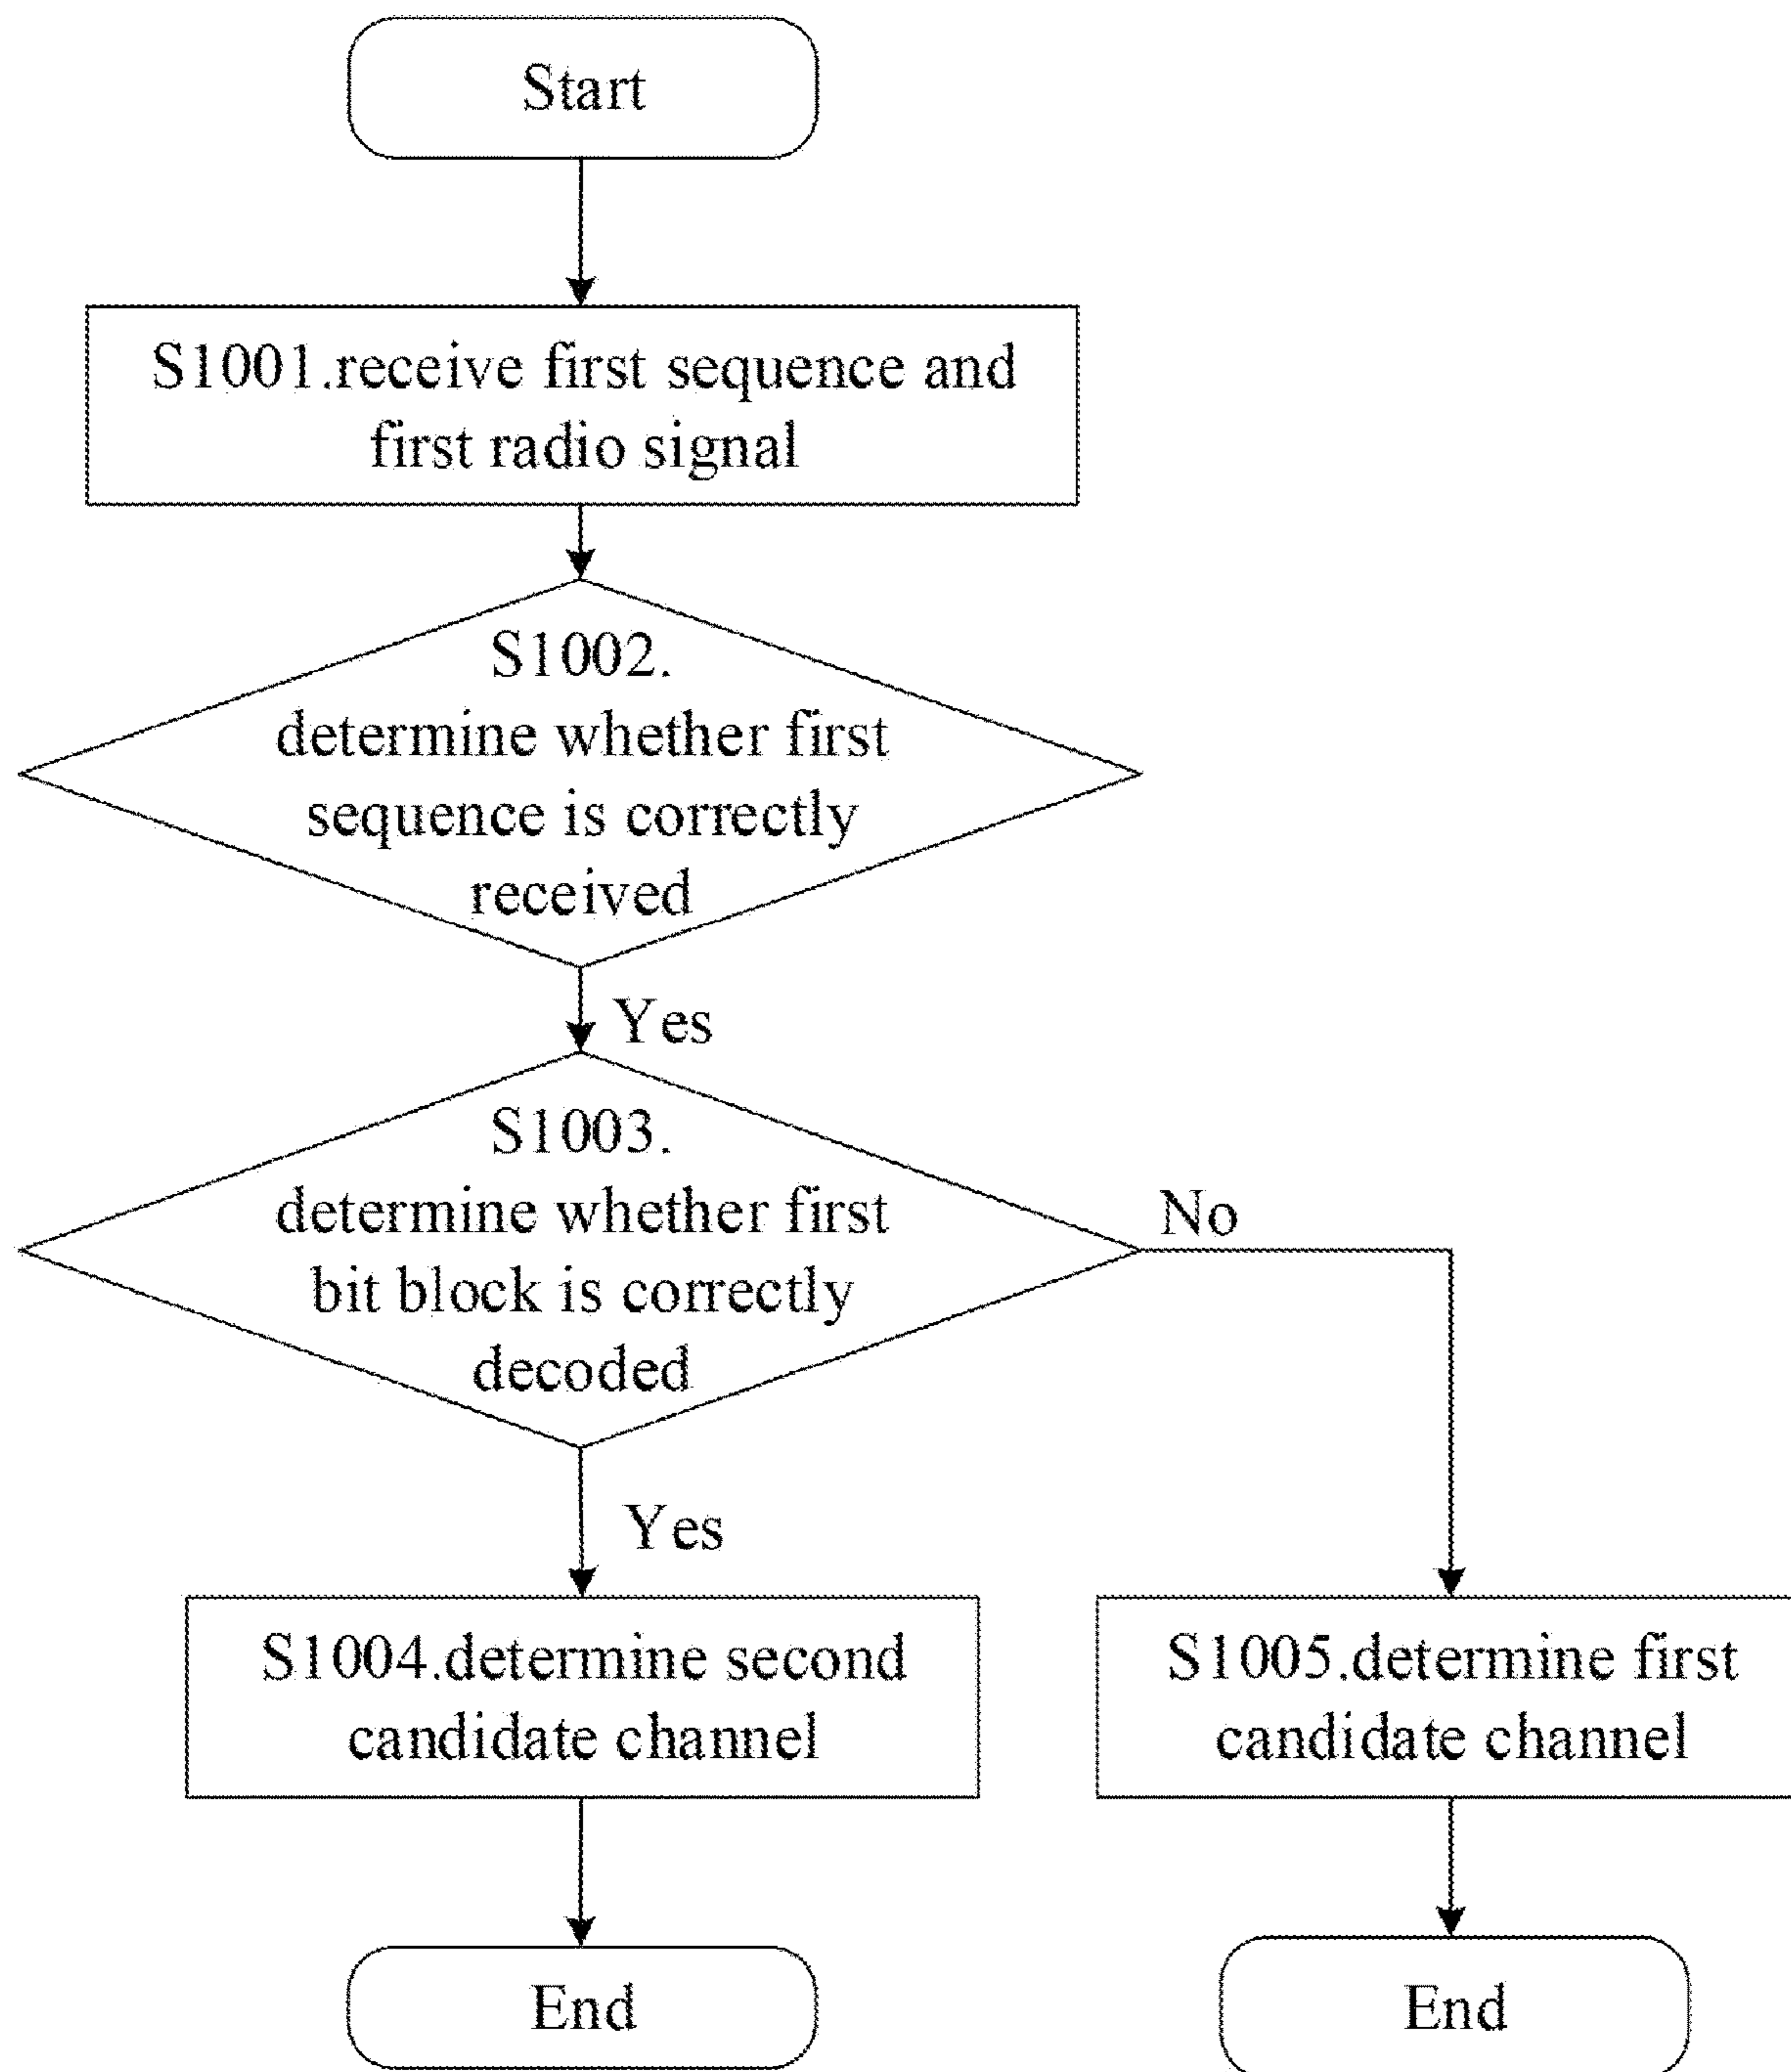 Start
S1001.receive first sequence and
first radio signal
S1002.
determine whether first
sequence is correctly
received
Yes
S1003.
determine whether first
bit block is correctly
decoded
No
Yes
S1004.determine second
candidate channel
S1005.determine first
candidate channel
End
End